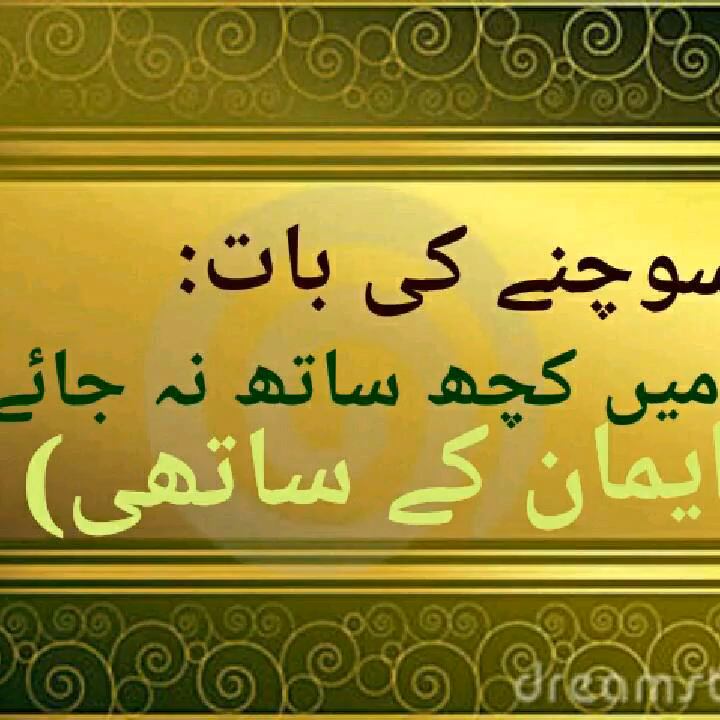 سوچنے کی بات:
میں کچھ ساتھ نہ جائے
ایمان کے ساتھی)
dreamst